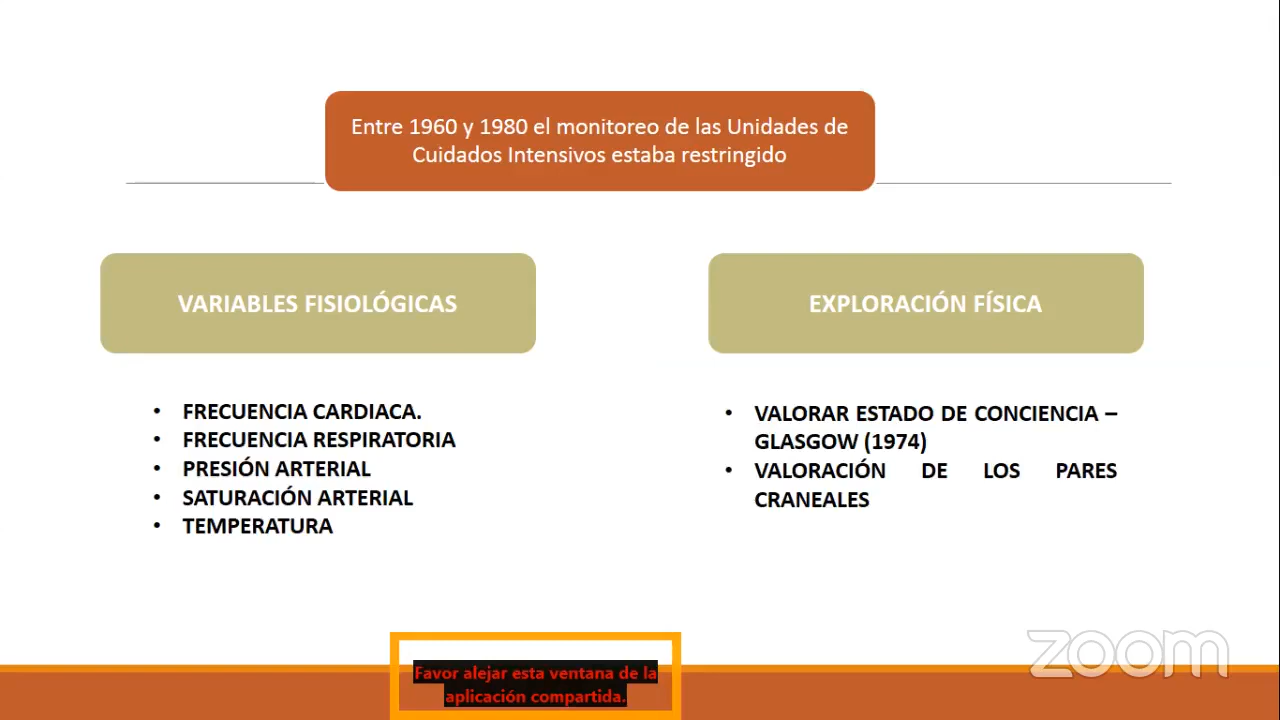 Entre 1960 y 1980 el monitoreo de las Unidades de
Cuidados Intensivos estaba restringido
VARIABLES FISIOLÓGICAS
• FRECUENCIA CARDIACA.
• FRECUENCIA RESPIRATORIA
• PRESIÓN ARTERIAL
• SATURACIÓN ARTERIAL
• TEMPERATURA
EXPLORACIÓN FÍSICA
• VALORAR ESTADO DE CONCIENCIA –
GLASGOW (1974)
• VALORACIÓN DE LOS PARES
CRANEALES
Favor alejar esta ventana de la
aplicación compartida.
zoom